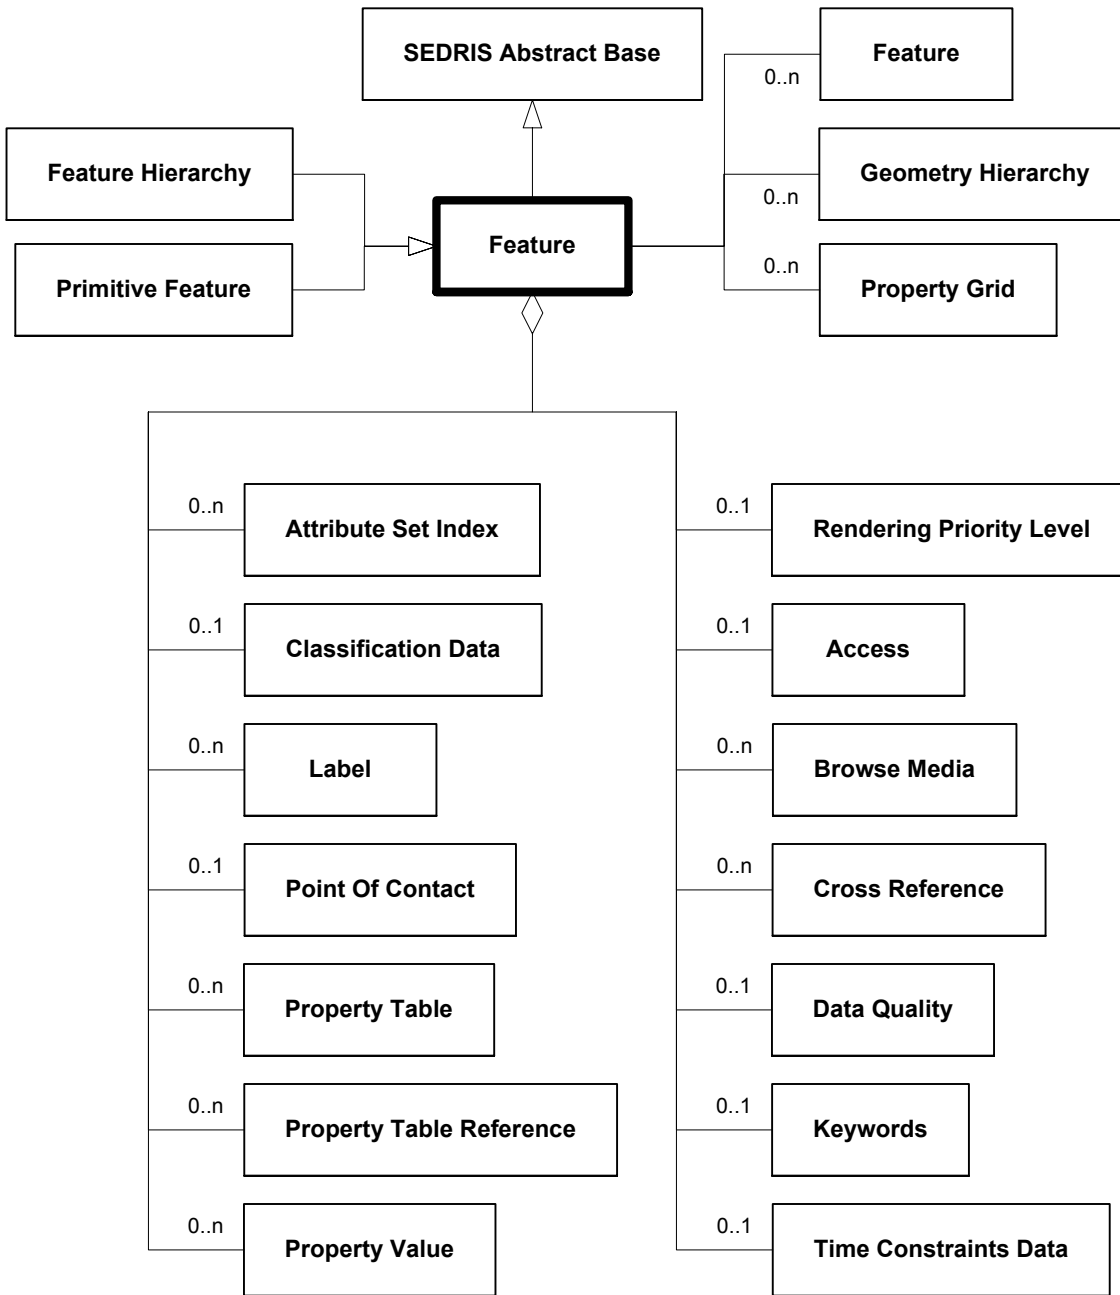 SEDRIS Abstract Base
Feature
0..n
Feature Hierarchy
Geometry Hierarchy
0..n
Feature
Primitive Feature
0..n
Property Grid
0..n
Attribute Set Index
0..1
Rendering Priority Level
0..1
Classification Data
0..1
Access
0..n
Label
0..n
Browse Media
0..1
Point Of Contact
0..n
Cross Reference
0..n
Property Table
0..1
Data Quality
0..n
Property Table Reference
0..1
Keywords
0..n
Property Value
0..1
Time Constraints Data